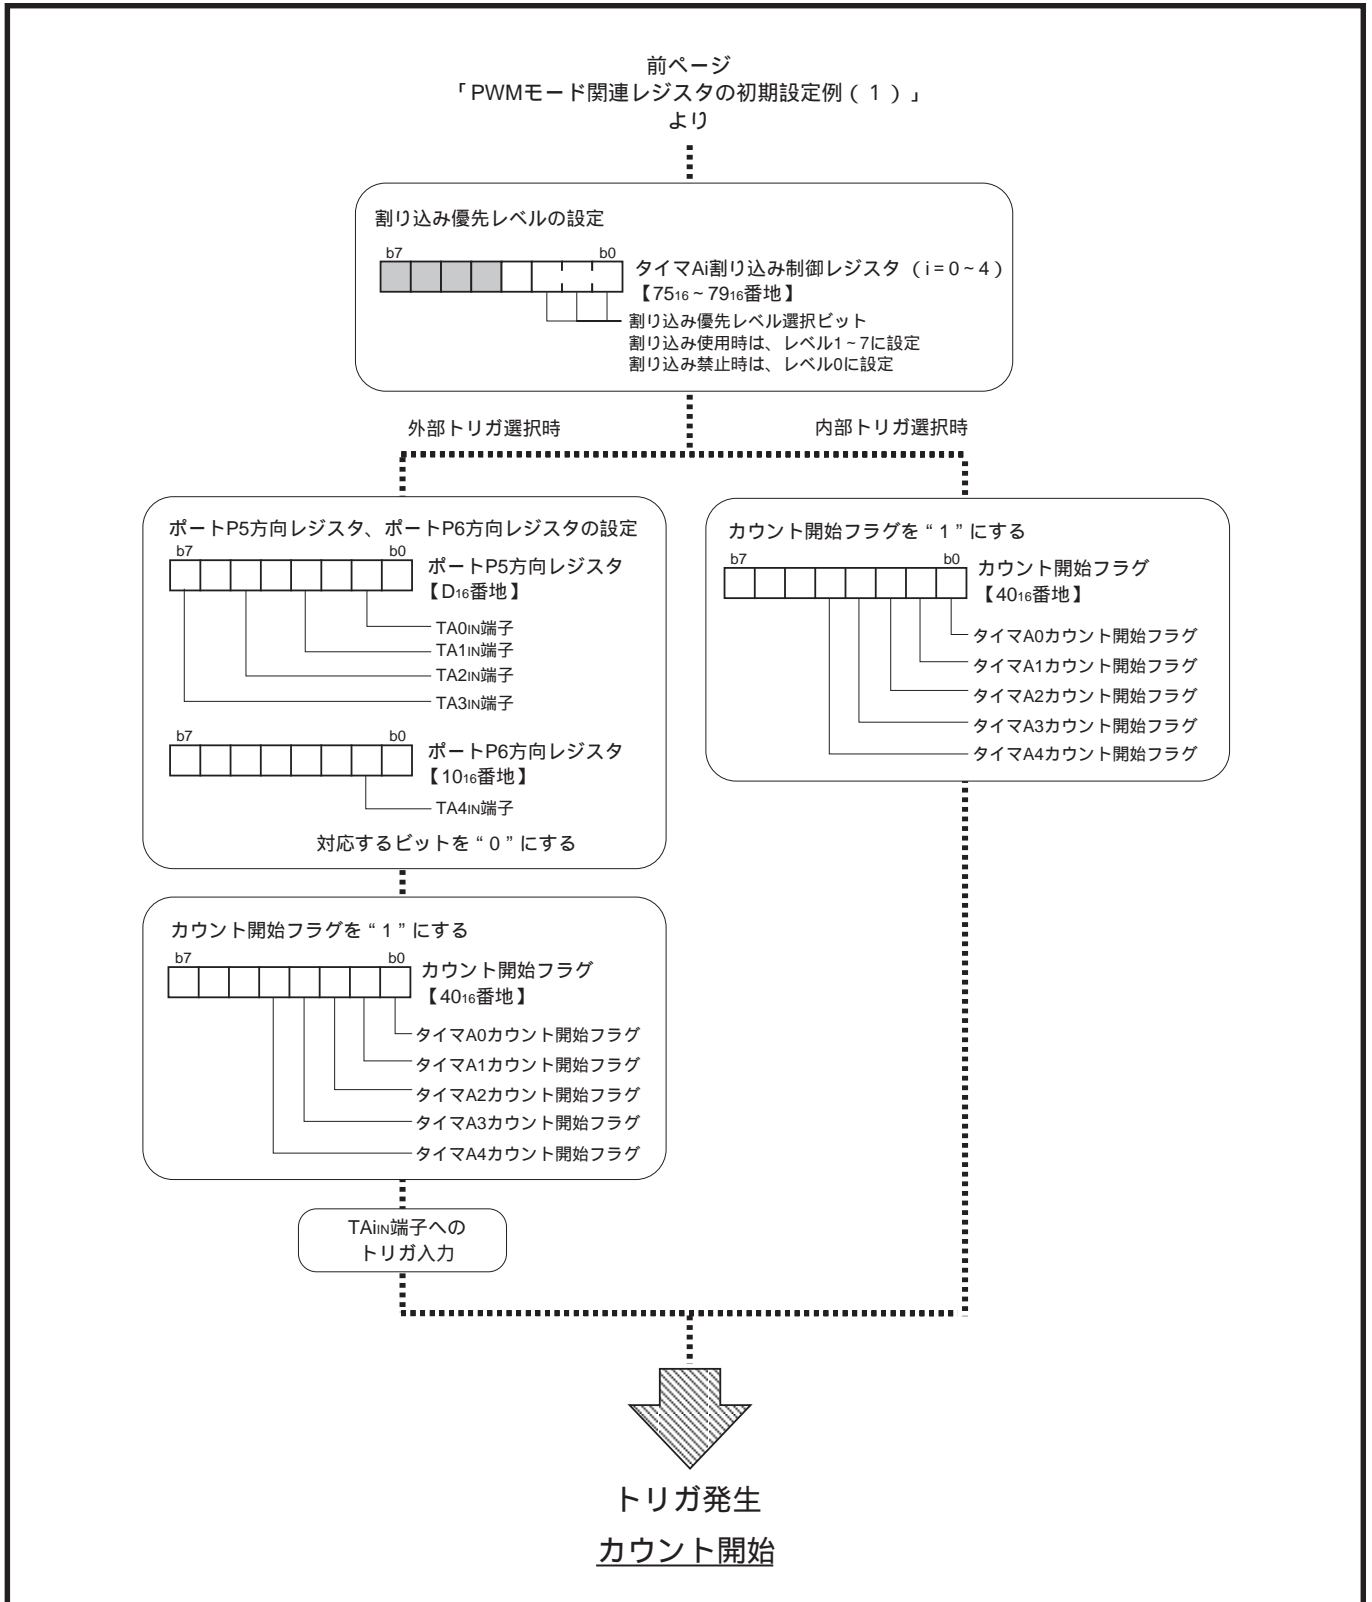 前ページ
「PWMモード関連レジスタの初期設定例(1)」
より
割り込み優先レベルの設定
b7 b0
タイマAi割り込み制御レジスタ(i=0~4)
【7516~7916番地】
割り込み優先レベル選択ビット
割り込み使用時は、レベル1~7に設定
割り込み禁止時は、レベル0に設定
外部トリガ選択時
内部トリガ選択時
ポートP5方向レジスタ、ポートP6方向レジスタの設定
b7 b0
ポートP5方向レジスタ
【D16番地】
TA0IN端子
TA1IN端子
TA2IN端子
TA3IN端子
b7 b0
ポートP6方向レジスタ
【1016番地】
TA4IN端子
対応するビットを“0”にする
カウント開始フラグを“1”にする
b7 b0
カウント開始フラグ
【4016番地】
タイマA0カウント開始フラグ
タイマA1カウント開始フラグ
タイマA2カウント開始フラグ
タイマA3カウント開始フラグ
タイマA4カウント開始フラグ
TAiIN端子への
トリガ入力
カウント開始フラグを“1”にする
b7 b0
カウント開始フラグ
【4016番地】
タイマA0カウント開始フラグ
タイマA1カウント開始フラグ
タイマA2カウント開始フラグ
タイマA3カウント開始フラグ
タイマA4カウント開始フラグ
トリガ発生
カウント開始